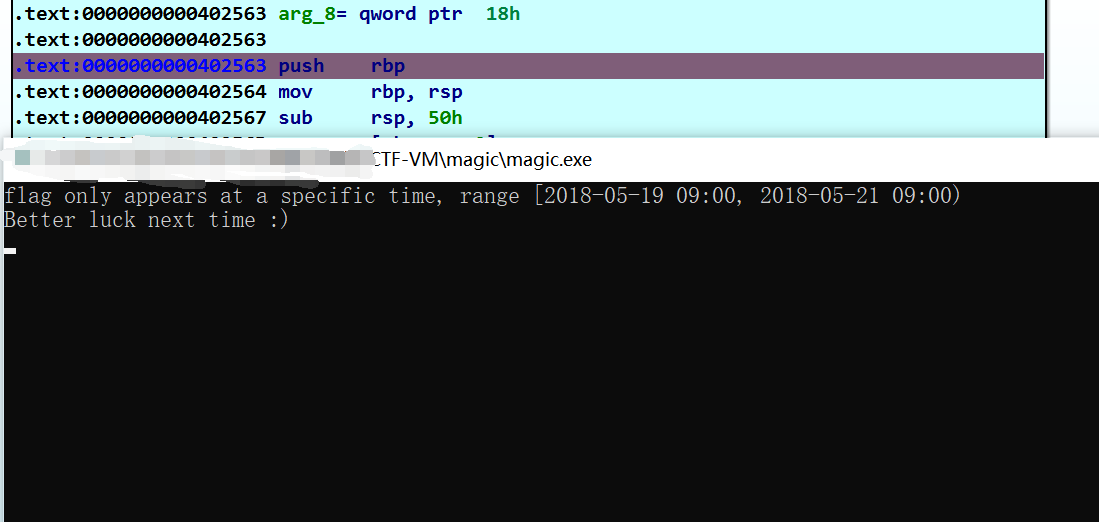 .text:0000000000402563 arg_8= qword ptr  18h
.text:0000000000402563
.text:0000000000402563 push    rbp
.text:0000000000402564 mov     rbp, rsp
.text:0000000000402567 sub     rsp, 50h
CTF-VM\magic\magic.exe
flag only appears at a specific time, range [2018-05-19 09:00, 2018-05-21 09:00)
Better luck next time :)